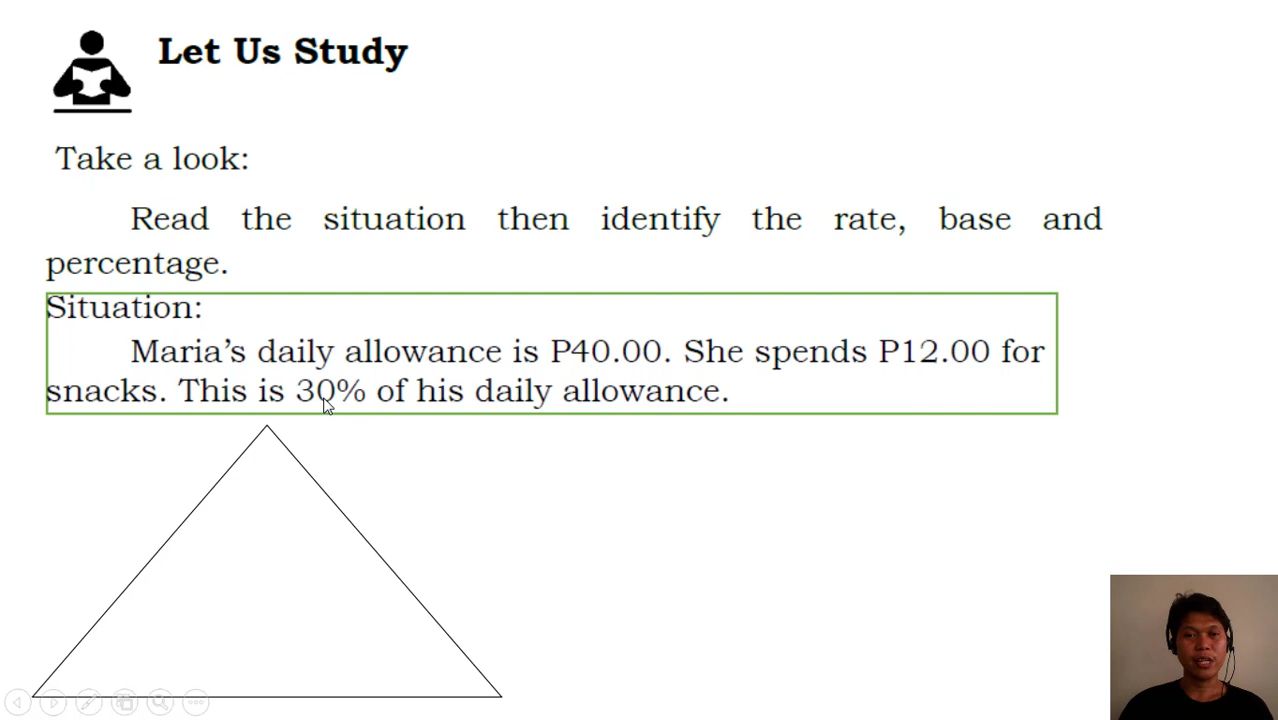 Let Us Study
Take a look:
Read the situation then identify the rate, base and
percentage.
Situation:
Maria’s daily allowance is P40.00. She spends P12.00 for
snacks. This is 30% of his daily allowance.